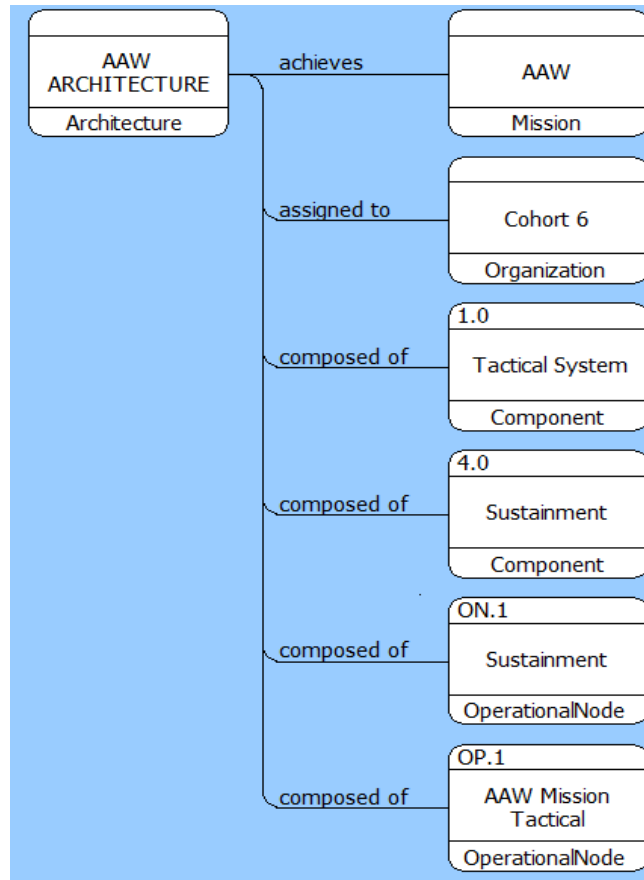 AAW
ARCHITECTURE
Architecture
achieves
AAW
Mission
assigned to
Cohort 6
Organization
composed of
1.0
Tactical System
Component
composed of
4.0
Sustainment
Component
composed of
ON.1
Sustainment
OperationalNode
composed of
OP.1
AAW Mission
Tactical
OperationalNode